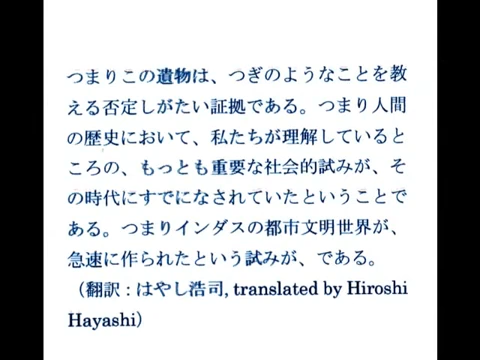 つまりこの遺物は、つぎのようなことを教
える否定しがたい証拠である。つまり人間
の歴史において、私たちが理解していると
ころの、もっとも重要な社会的試みが、そ
の時代にすでになされていたということで
ある。つまりインダスの都市文明世界が、
急速に作られたという試みが、である。
（翻訳：はやし浩司, translated by Hiroshi
Hayashi）